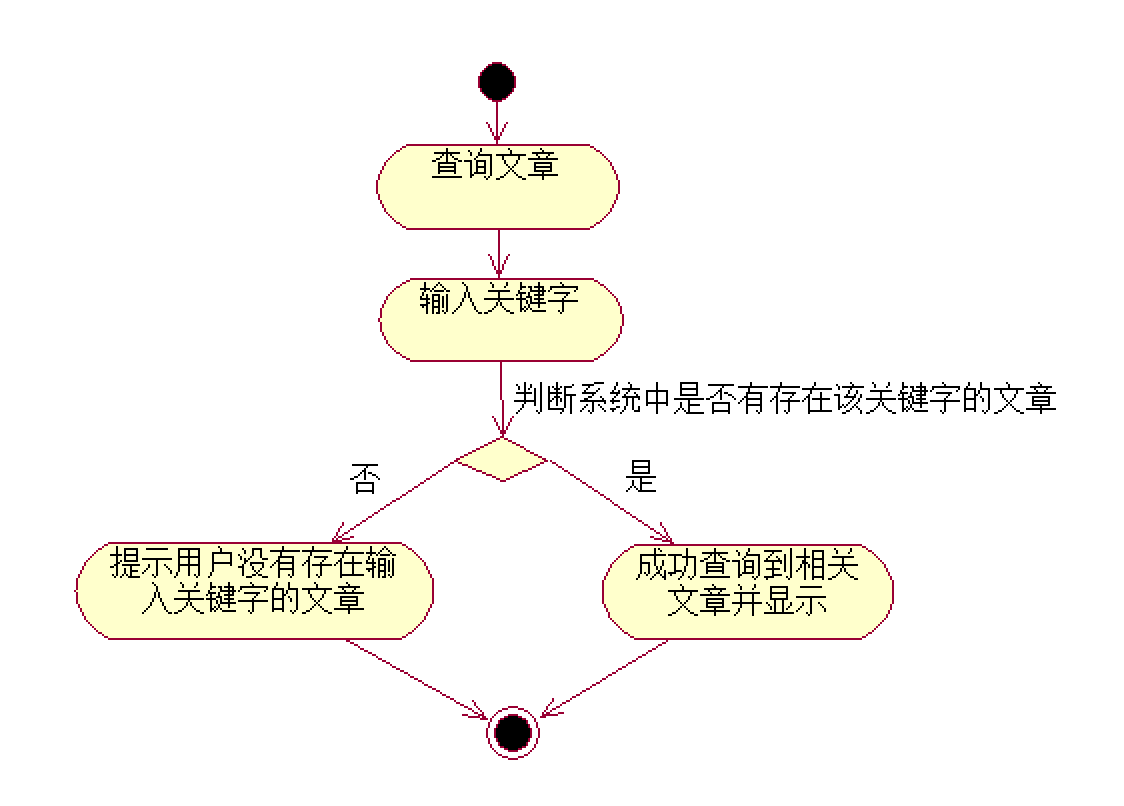 查询文章
输入关键字
判断系统中是否有存在该关键字的文章
否
是
提示用户没有存在输
入关键字的文章
成功查询到相关
文章并显示